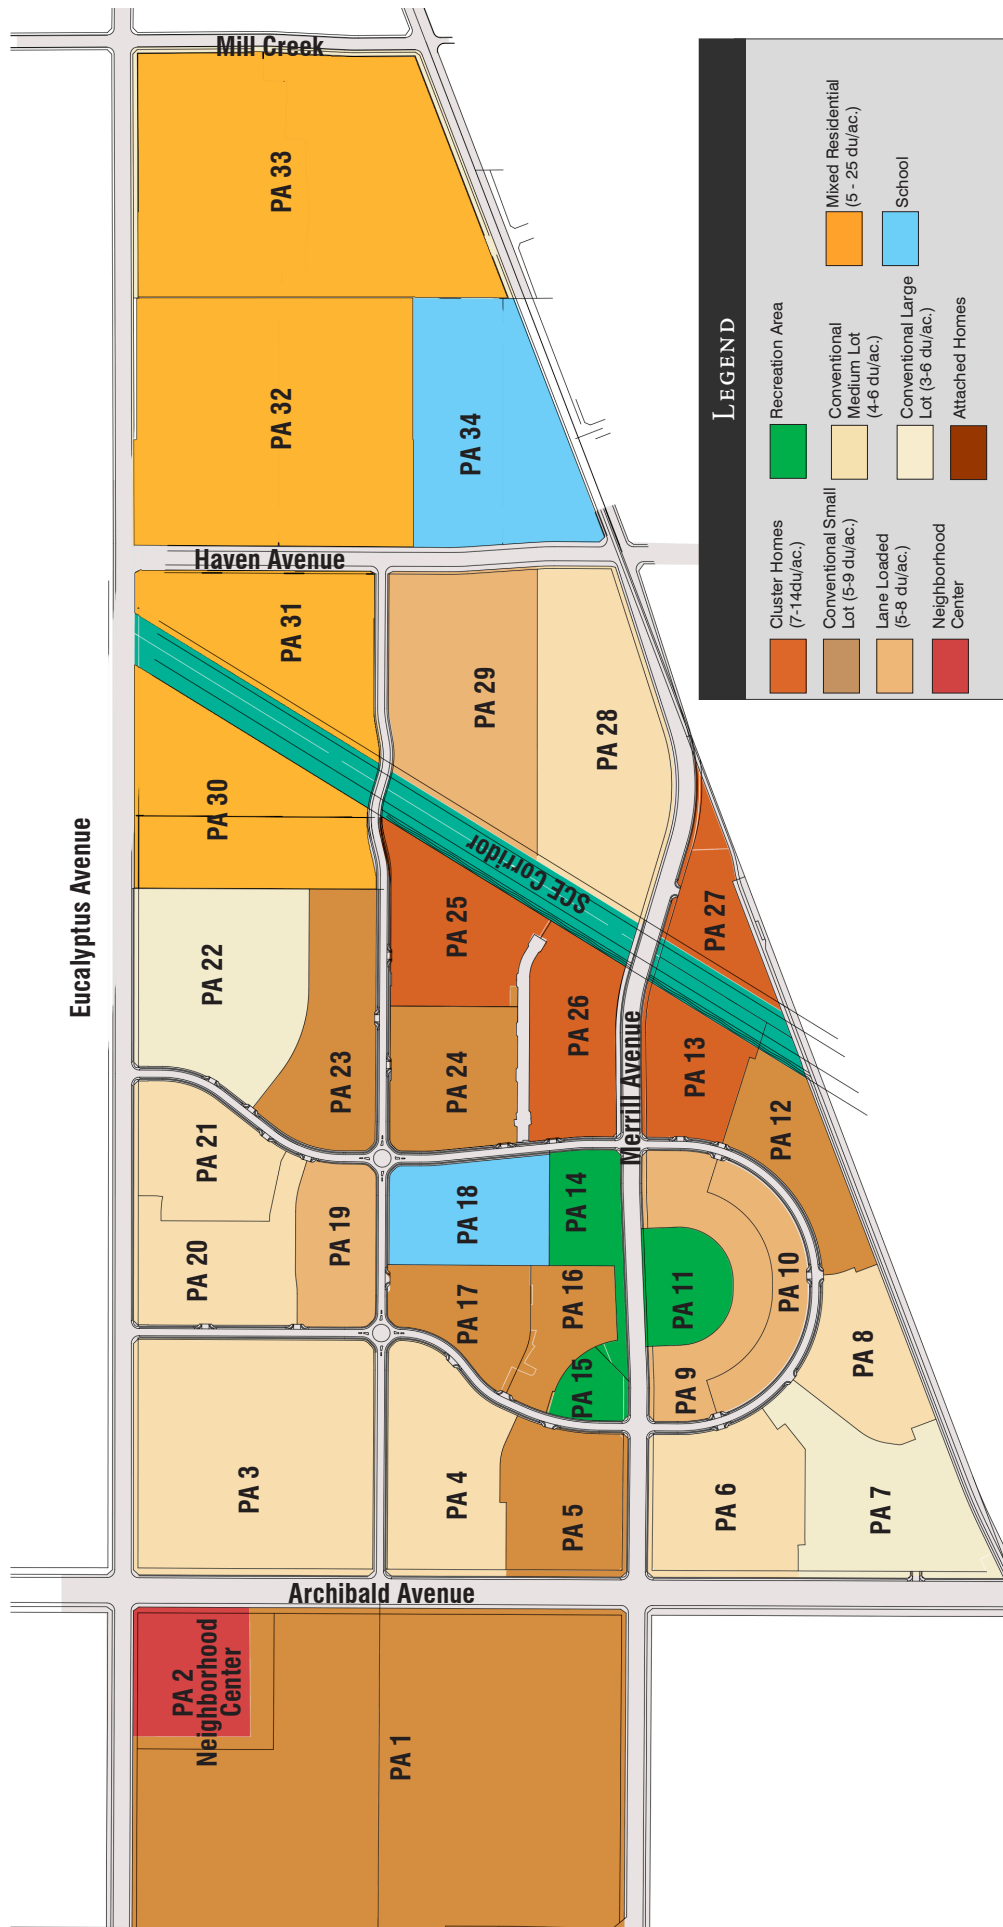 Mill Creek
PA 33
PA 32
PA 34
Haven Avenue
PA 31
PA 29
PA 28
PA 30
Eucalyptus Avenue
SCE Corridor
PA 25
PA 27
PA 22
PA 26
PA 23
PA 24
PA 13
Merrill Avenue
PA 12
PA 21
PA 18
PA 14
PA 20
PA 19
PA 17
PA 16
PA 11
PA 10
PA 15
PA 9
PA 8
PA 3
PA 4
PA 5
PA 6
PA 7
Archibald Avenue
PA 2
Neighborhood
Center
PA 1
LEGEND
Cluster Homes
(7-14du/ac.)
Conventional Small
Lot (5-9 du/ac.)
Lane Loaded
(5-8 du/ac.)
Neighborhood
Center
Recreation Area
Conventional
Medium Lot
(4-6 du/ac.)
Conventional Large
Lot (3-6 du/ac.)
Attached Homes
Mixed Residential
(5 - 25 du/ac.)
School